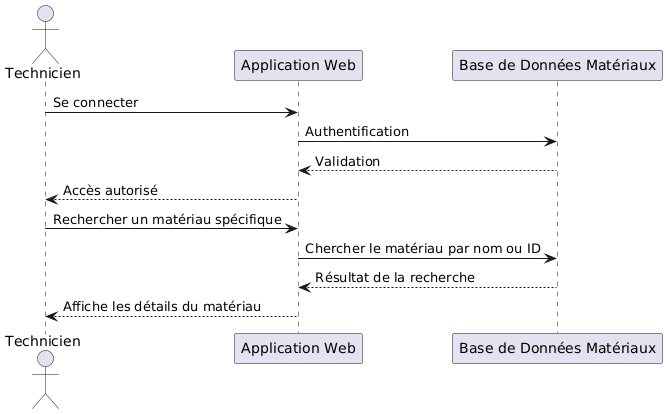 Technicien
Application Web
Base de Données Matériaux
Se connecter
Authentification
Validation
Accès autorisé
Rechercher un matériau spécifique
Chercher le matériau par nom ou ID
Résultat de la recherche
Affiche les détails du matériau
Technicien
Application Web
Base de Données Matériaux